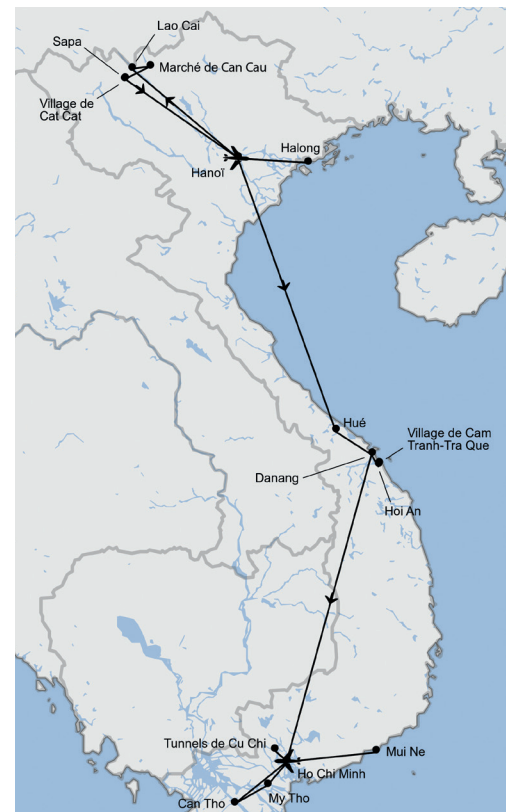 Lao Cai
Sapa
Marché de Can Cau
Village de
Cat Cat
Halong
Hanoï
Hué
Village de Cam
Tranh-Tra Que
Danang
Hoi An
Tunnels de Cu Chi
Mui Ne
Ho Chi Minh
My Tho
Can Tho